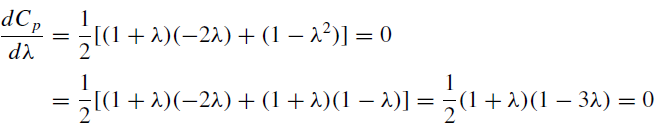 dC_p/dλ = 1/2[(1 + λ)(−2λ) + (1 − λ²)] = 0
= 1/2[(1 + λ)(−2λ) + (1 + λ)(1 − λ)] = 1/2(1 + λ)(1 − 3λ) = 0